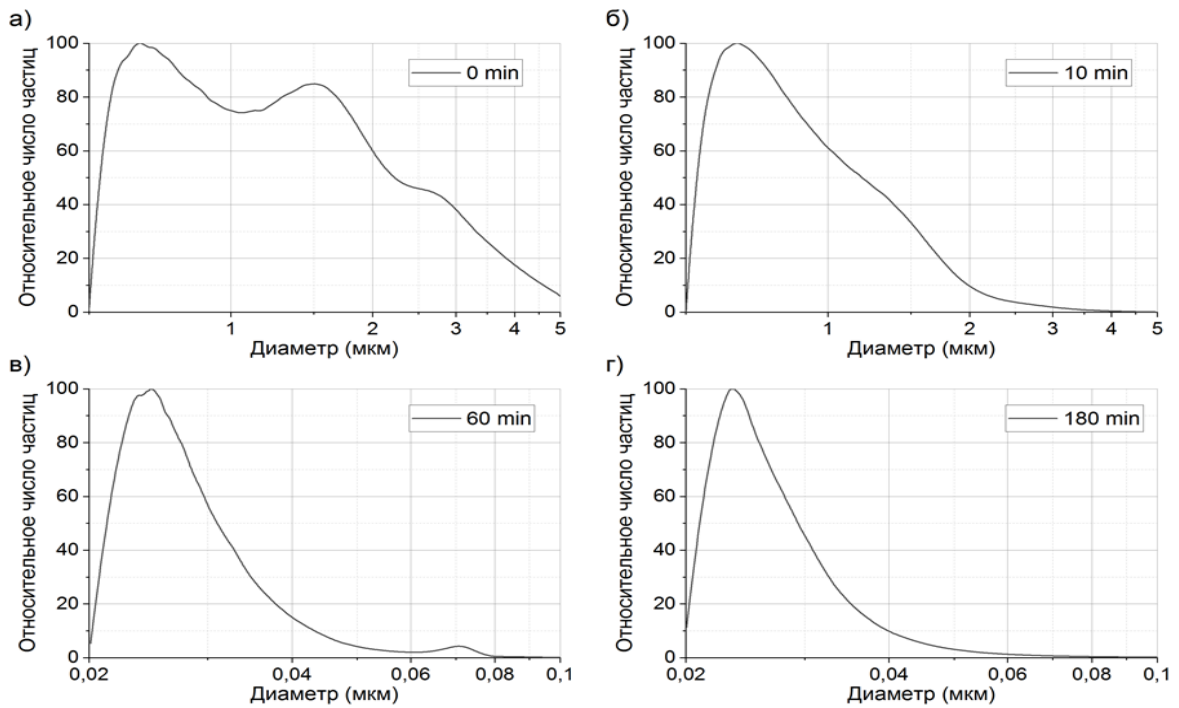 а)
Относительное число частиц
100
80
60
40
20
0
0 min
1
2
3
4
5
Диаметр (мкм)
б)
Относительное число частиц
100
80
60
40
20
0
10 min
1
2
3
4
5
Диаметр (мкм)
в)
Относительное число частиц
100
80
60
40
20
0
60 min
0,02
0,04
0,06
0,08
0,1
Диаметр (мкм)
г)
Относительное число частиц
100
80
60
40
20
0
180 min
0,02
0,04
0,06
0,08
0,1
Диаметр (мкм)